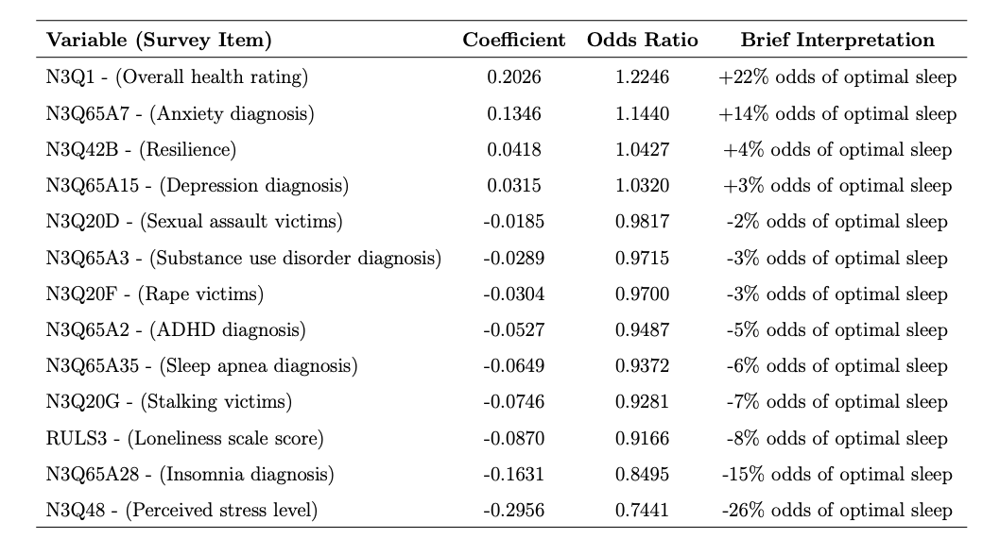 Variable (Survey Item) Coefficient Odds Ratio Brief Interpretation
N3Q1 - (Overall health rating) 0.2026 1.2246 +22% odds of optimal sleep
N3Q65A7 - (Anxiety diagnosis) 0.1346 1.1440 +14% odds of optimal sleep
N3Q42B - (Resilience) 0.0418 1.0427 +4% odds of optimal sleep
N3Q65A15 - (Depression diagnosis) 0.0315 1.0320 +3% odds of optimal sleep
N3Q20D - (Sexual assault victims) -0.0185 0.9817 -2% odds of optimal sleep
N3Q65A3 - (Substance use disorder diagnosis) -0.0289 0.9715 -3% odds of optimal sleep
N3Q20F - (Rape victims) -0.0304 0.9700 -3% odds of optimal sleep
N3Q65A2 - (ADHD diagnosis) -0.0527 0.9487 -5% odds of optimal sleep
N3Q65A35 - (Sleep apnea diagnosis) -0.0649 0.9372 -6% odds of optimal sleep
N3Q20G - (Stalking victims) -0.0746 0.9281 -7% odds of optimal sleep
RULS3 - (Loneliness scale score) -0.0870 0.9166 -8% odds of optimal sleep
N3Q65A28 - (Insomnia diagnosis) -0.1631 0.8495 -15% odds of optimal sleep
N3Q48 - (Perceived stress level) -0.2956 0.7441 -26% odds of optimal sleep